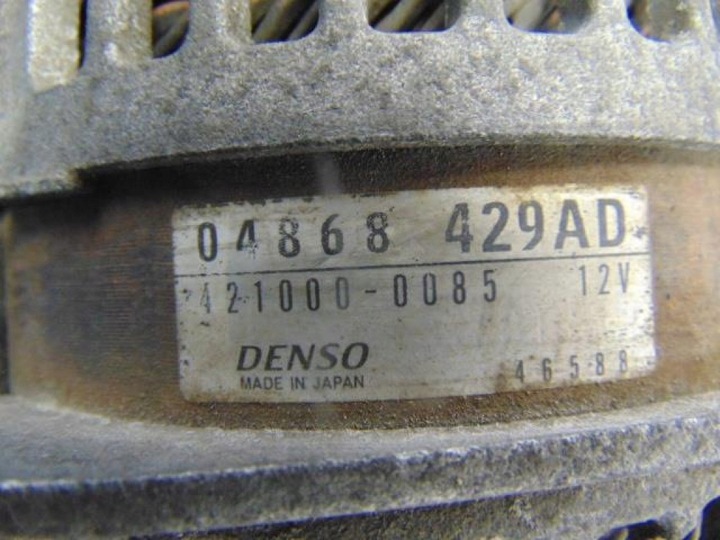 04868 429AD
421000-0085 12V
DENSO 46588
MADE IN JAPAN